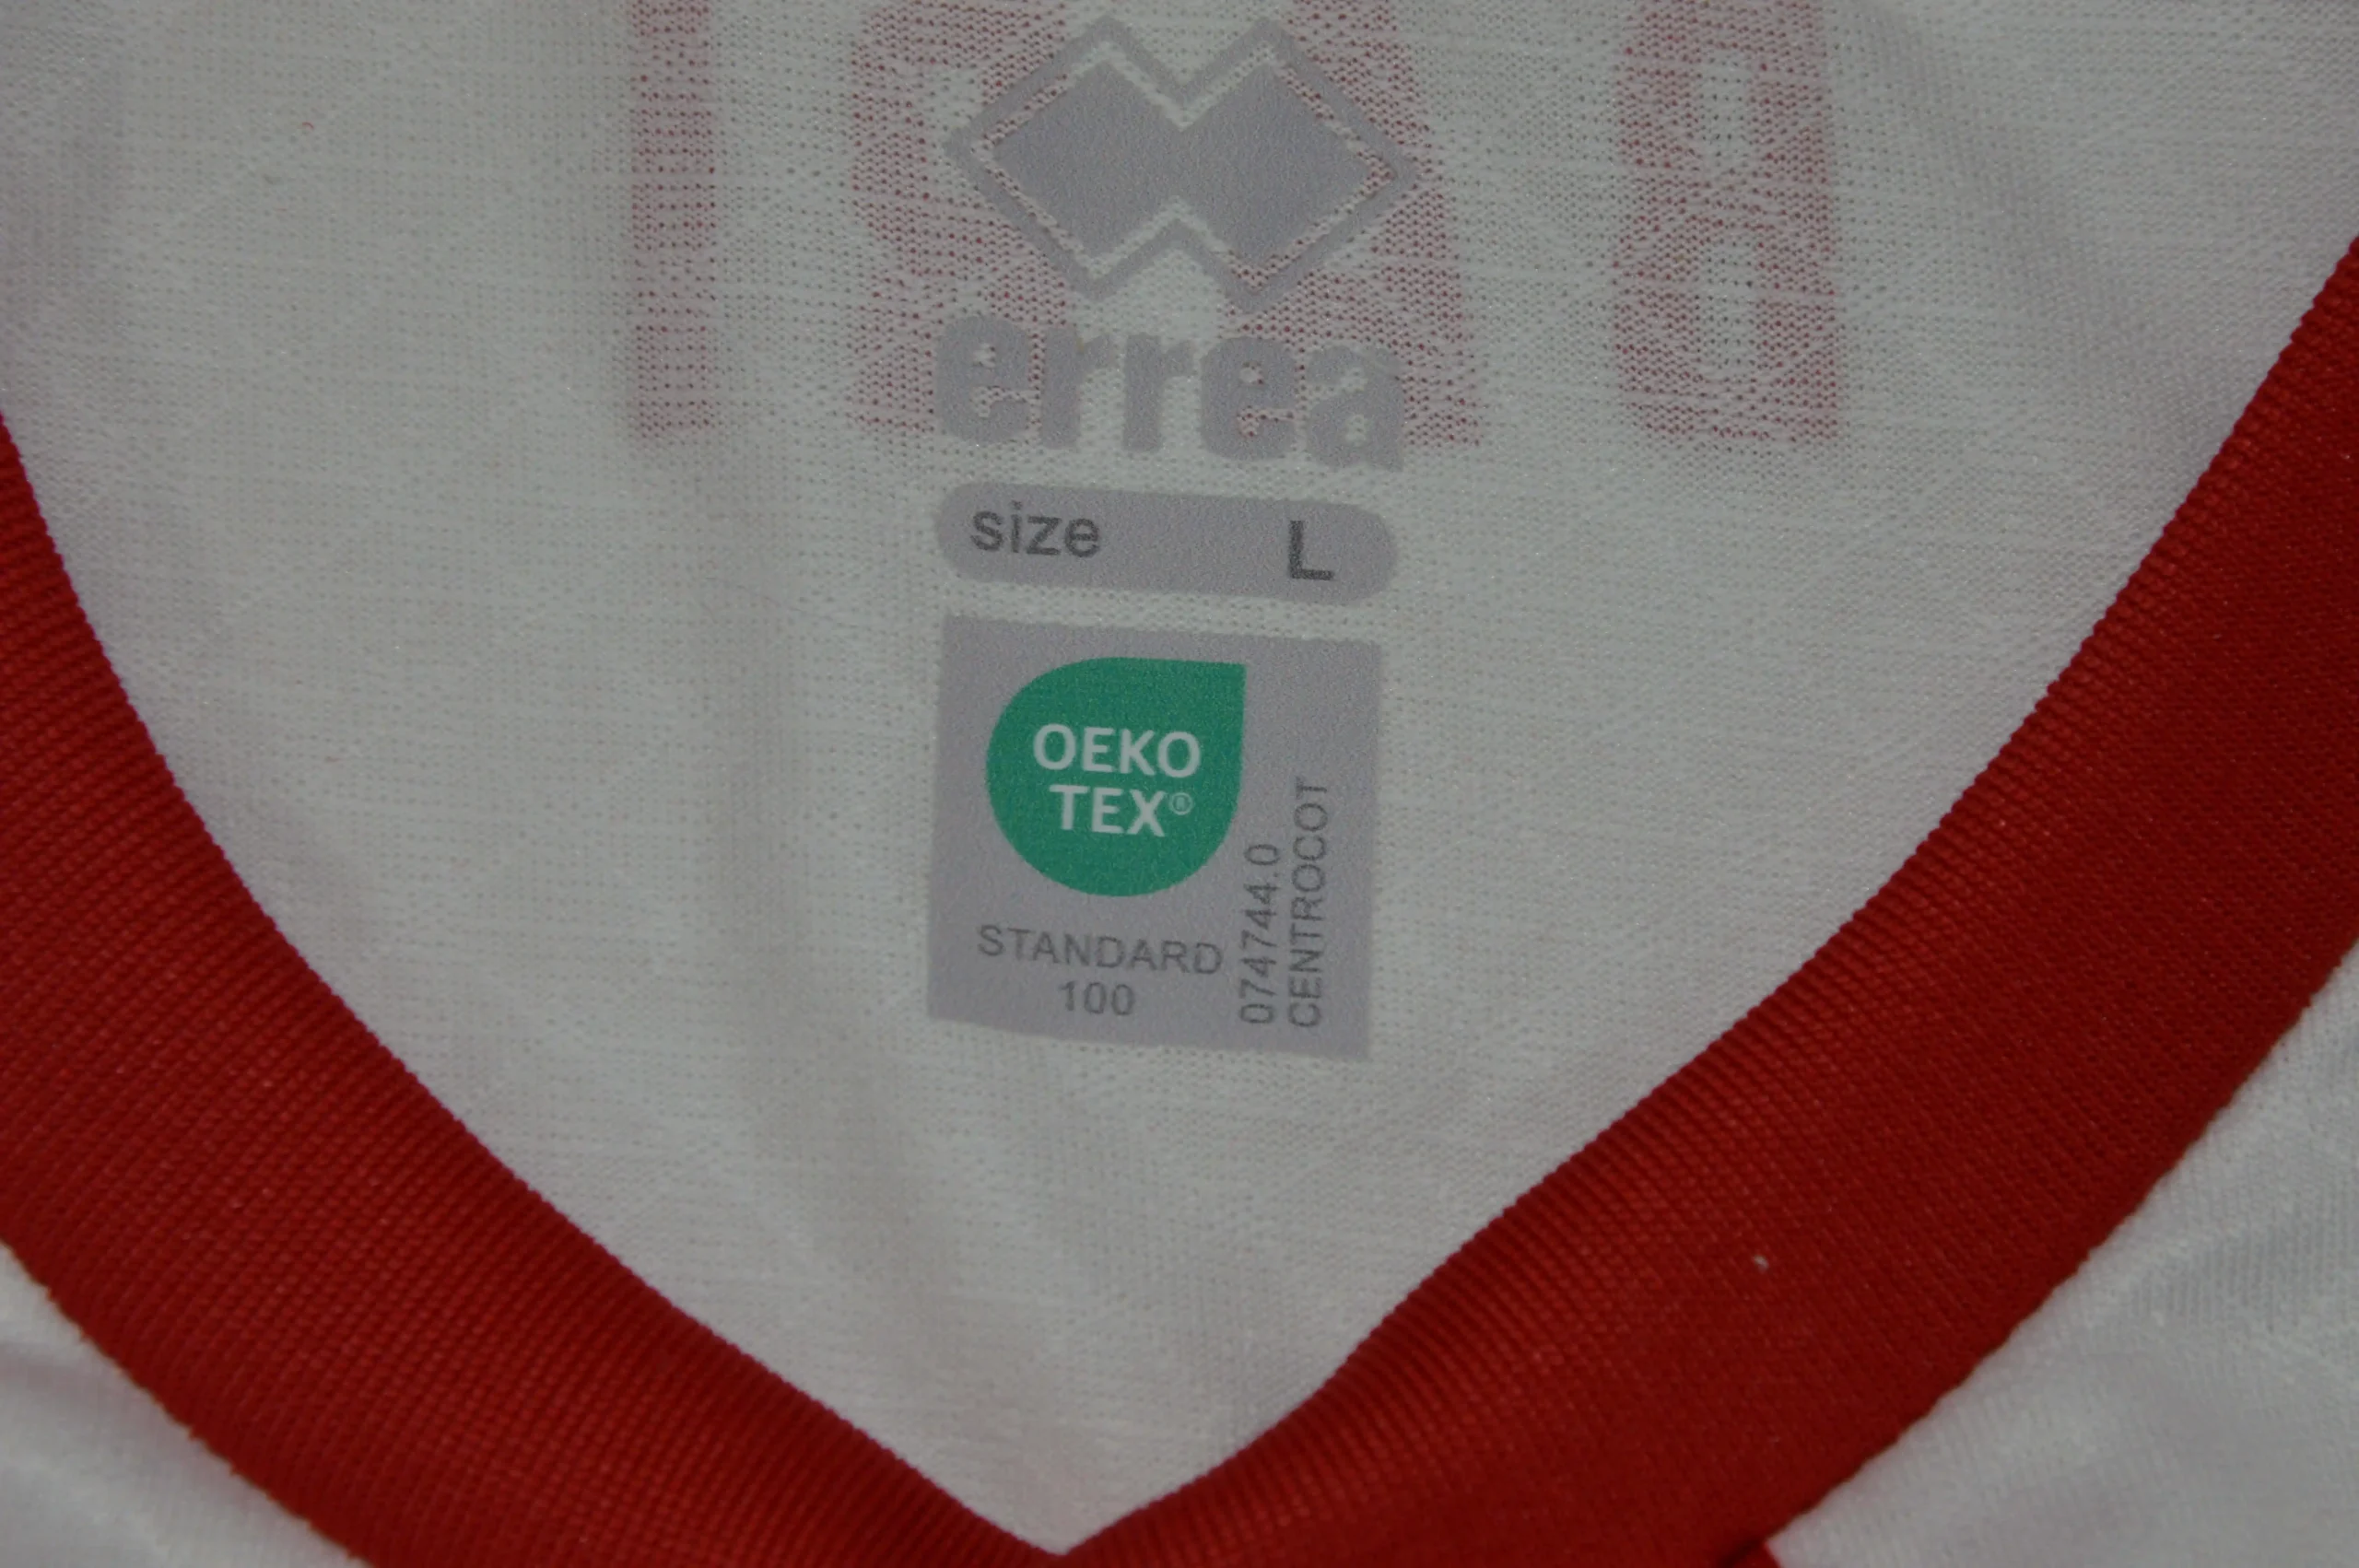 errea
size L
OEKO
TEX®
STANDARD
100
074744.0
CENTROCOT